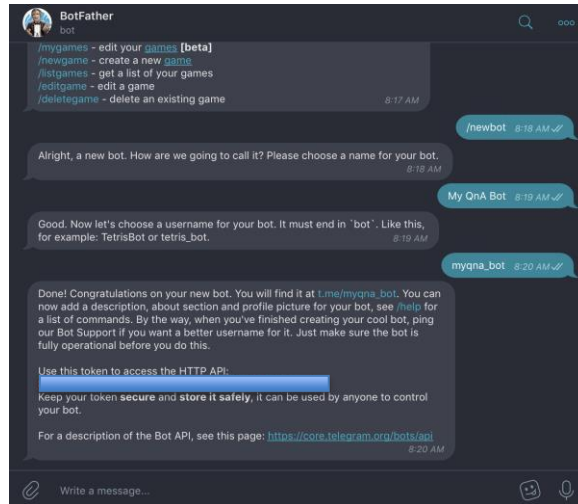 BotFather
bot
/mygames - edit your games [beta]
/newgame - create a new game
/listgames - get a list of your games
/editgame - edit a game
/deletegame - delete an existing game
8:17 AM
/newbot 8:18 AM
Alright, a new bot. How are we going to call it? Please choose a name for your bot.
8:18 AM
My QnA Bot 8:19 AM
Good. Now let's choose a username for your bot. It must end in `bot`. Like this,
for example: TetrisBot or tetris_bot.
8:19 AM
myqna_bot 8:20 AM
Done! Congratulations on your new bot. You will find it at t.me/myqna_bot. You can
now add a description, about section and profile picture for your bot, see /help for
a list of commands. By the way, when you've finished creating your cool bot, ping
our Bot Support if you want a better username for it. Just make sure the bot is
fully operational before you do this.
Use this token to access the HTTP API:
Keep your token secure and store it safely, it can be used by anyone to control
your bot.
For a description of the Bot API, see this page: https://core.telegram.org/bots/api
8:20 AM
Write a message...